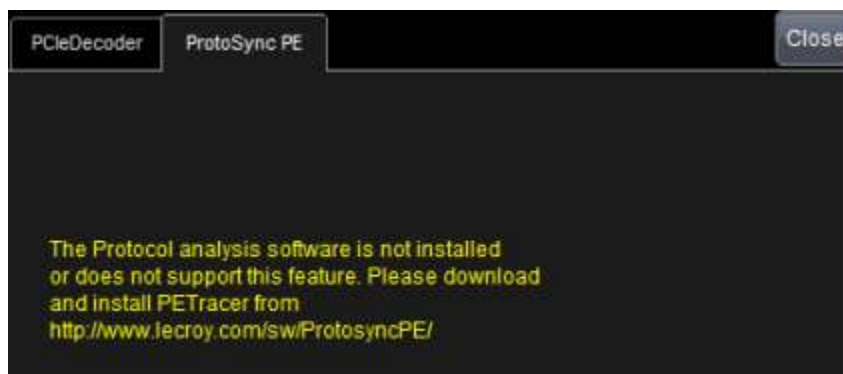 PCIeDecoder
ProtoSync PE
Close
The Protocol analysis software is not installed
or does not support this feature. Please download
and install PETracer from
http://www.lecroy.com/sw/ProtosyncPE/